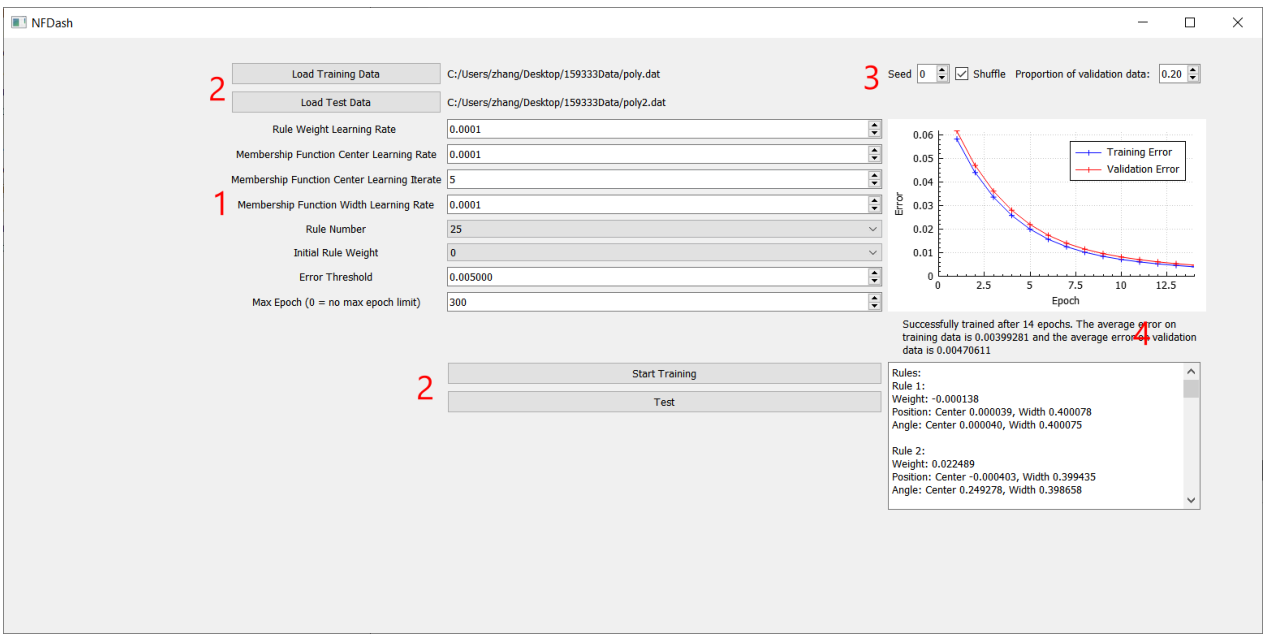 NFDash
2
Load Training Data C:/Users/zhang/Desktop/159333Data/poly.dat
Load Test Data C:/Users/zhang/Desktop/159333Data/poly2.dat
3 Seed 0 Shuffle Proportion of validation data: 0.20
1
Rule Weight Learning Rate 0.0001
Membership Function Center Learning Rate 0.0001
Membership Function Center Learning Iterate 5
Membership Function Width Learning Rate 0.0001
Rule Number 25
Initial Rule Weight 0
Error Threshold 0.005000
Max Epoch (0 = no max epoch limit) 300
Error
0.06
0.05
0.04
0.03
0.02
0.01
0
0 2.5 5 7.5 10 12.5
Epoch
Training Error
Validation Error
4
Successfully trained after 14 epochs. The average error on
training data is 0.00399281 and the average error on validation
data is 0.00470611
2
Start Training
Test
Rules:
Rule 1:
Weight: -0.000138
Position: Center 0.000039, Width 0.400078
Angle: Center 0.000040, Width 0.400075
Rule 2:
Weight: 0.022489
Position: Center -0.000403, Width 0.399435
Angle: Center 0.249278, Width 0.398658